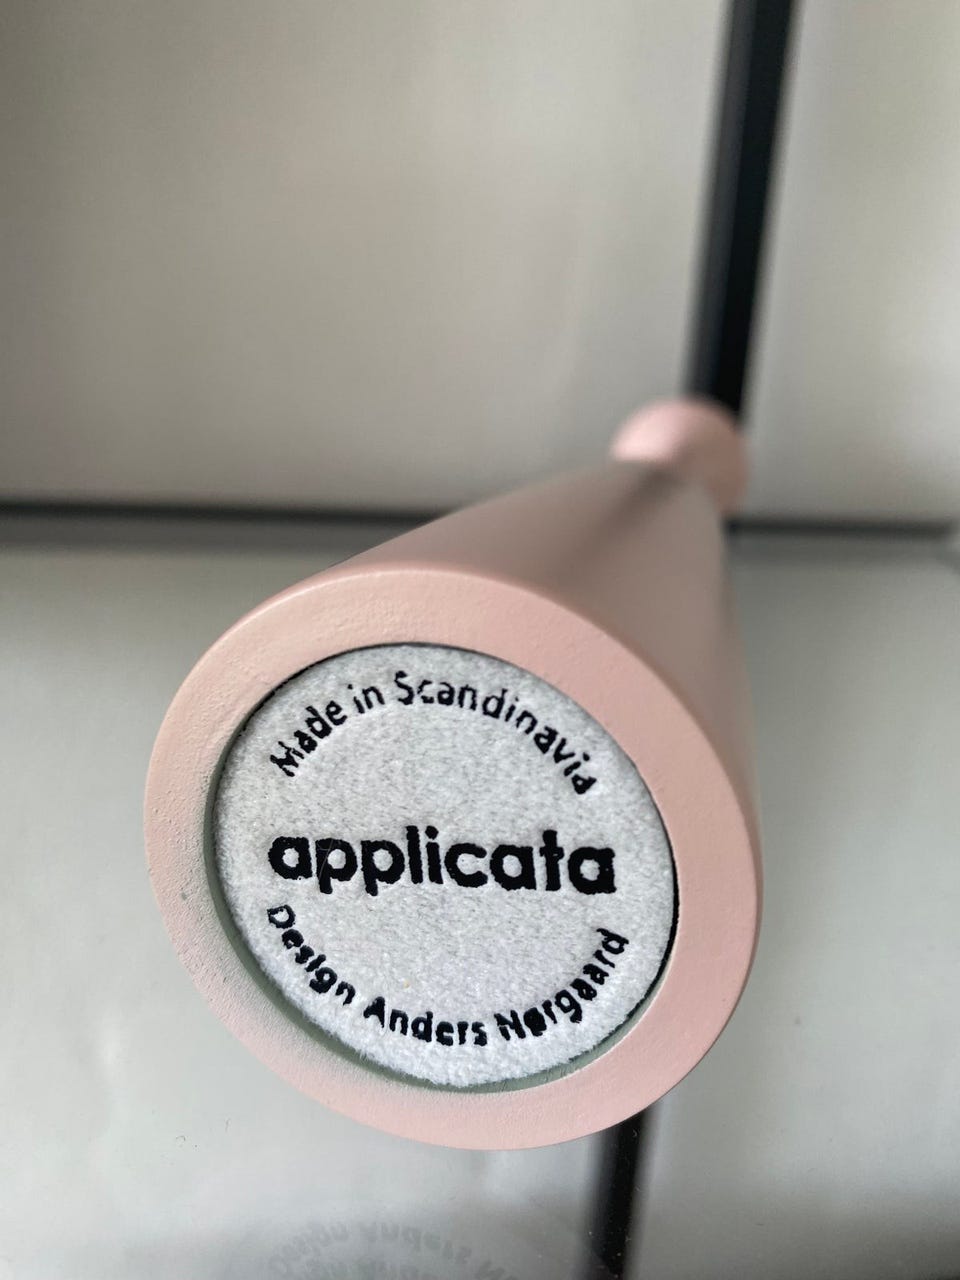 Made in Scandinavia
applicata
Design Anders Nørgaard